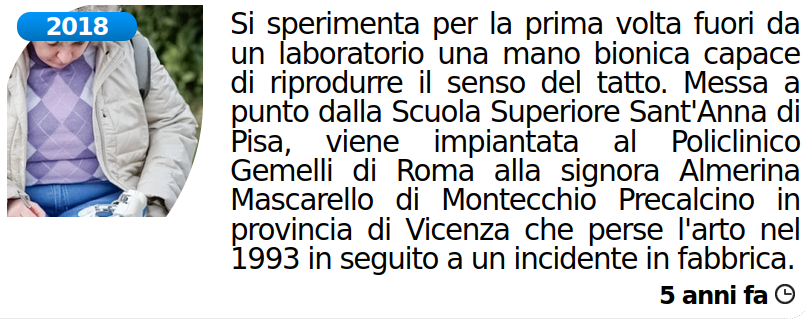 2018
Si sperimenta per la prima volta fuori da
un laboratorio una mano bionica capace
di riprodurre il senso del tatto. Messa a
punto dalla Scuola Superiore Sant'Anna di
Pisa, viene impiantata al Policlinico
Gemelli di Roma alla signora Almerina
Mascarello di Montecchio Precalcino in
provincia di Vicenza che perse l'arto nel
1993 in seguito a un incidente in fabbrica.
5 anni fa